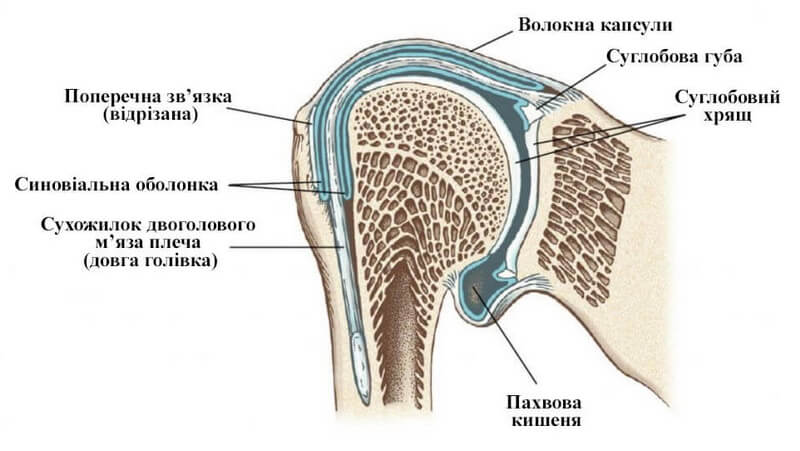 Волокна капсули
Суглобова губа
Суглобовий
хрящ
Поперечна зв’язка
(відрізана)
Синовіальна оболонка
Сухожилок двоголового
м’яза плеча
(довга голівка)
Пахвова
кишеня